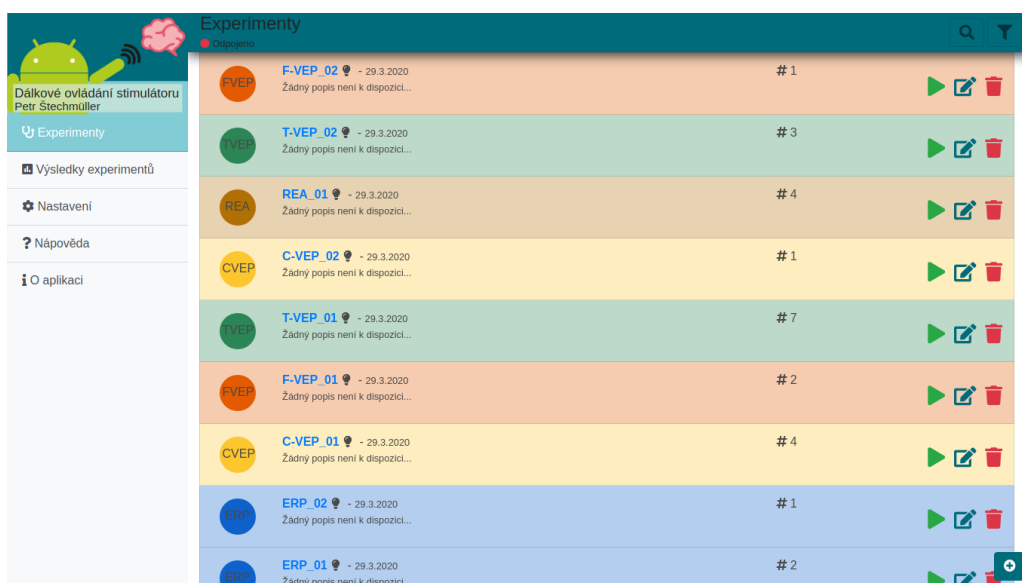 Dálkové ovládání stimulátoru
Petr Štechmüller
Experimenty
Výsledky experimentů
Nastavení
? Nápověda
i O aplikaci
Experimenty
Odpojeno
FVEP
F-VEP_02 - 29.3.2020
Žádný popis není k dispozici...
# 1
TVEP
T-VEP_02 - 29.3.2020
Žádný popis není k dispozici...
# 3
REA
REA_01 - 29.3.2020
Žádný popis není k dispozici...
# 4
CVEP
C-VEP_02 - 29.3.2020
Žádný popis není k dispozici...
# 1
TVEP
T-VEP_01 - 29.3.2020
Žádný popis není k dispozici...
# 7
FVEP
F-VEP_01 - 29.3.2020
Žádný popis není k dispozici...
# 2
CVEP
C-VEP_01 - 29.3.2020
Žádný popis není k dispozici...
# 4
ERP
ERP_02 - 29.3.2020
Žádný popis není k dispozici...
# 1
ERP
ERP_01 - 29.3.2020
Žádný popis není k dispozici...
# 2